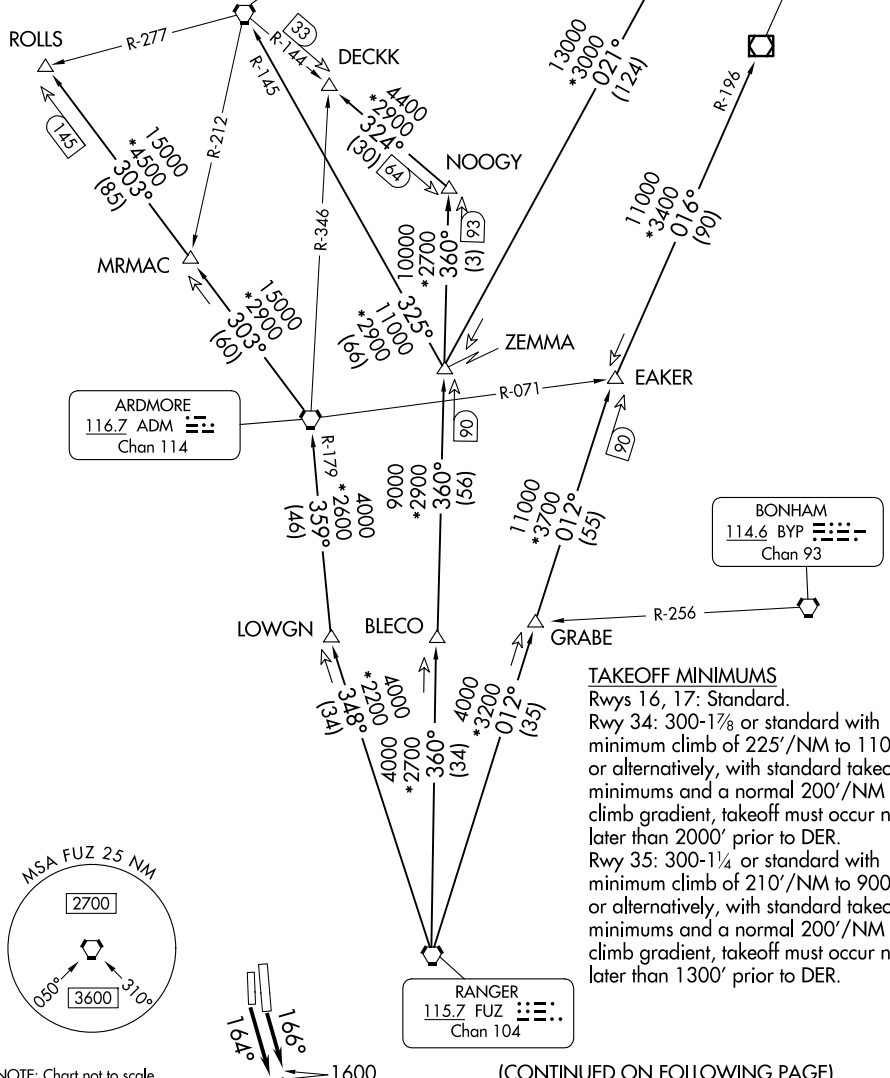 ROLLS
R-277
33
R-144
DECKK
R-145
13000
*3000
021°
(124)
R-196
145
15000
*4500
303°
(85)
R-212
4400
*2900
324°
(30)
64
NOOGY
93
R-346
10000
*2700
360°
(3)
11000
*3400
016°
(90)
MRMAC
15000
*2900
303°
(60)
325°
11000
*2900
(66)
ZEMMA
EAKER
R-071
ARDMORE
116.7 ADM
Chan 114
90
90
R-179
4000
*2600
359°
(46)
9000
*2900
360°
(56)
11000
*3700
012°
(55)
BONHAM
114.6 BYP
Chan 93
R-256
LOWGN
BLECO
GRABE
4000
*2200
348°
(34)
4000
*2700
360°
(34)
4000
*3200
012°
(35)
TAKEOFF MINIMUMS
Rwys 16, 17: Standard.
Rwy 34: 300-1⅞ or standard with
minimum climb of 225'/NM to 110
or alternatively, with standard
minimums and a normal 200'/NM
climb gradient, takeoff must occur
later than 2000' prior to DER.
Rwy 35: 300-1¼ or standard with
minimum climb of 210'/NM to 900
or alternatively, with standard
minimums and a normal 200'/NM
climb gradient, takeoff must occur
later than 1300' prior to DER.
MSA FUZ 25 NM
2700
050°
310°
3600
RANGER
115.7 FUZ
Chan 104
164°
166°
1600
NOTE: Chart not to scale
(CONTINUED ON FOLLOWING PAGE)